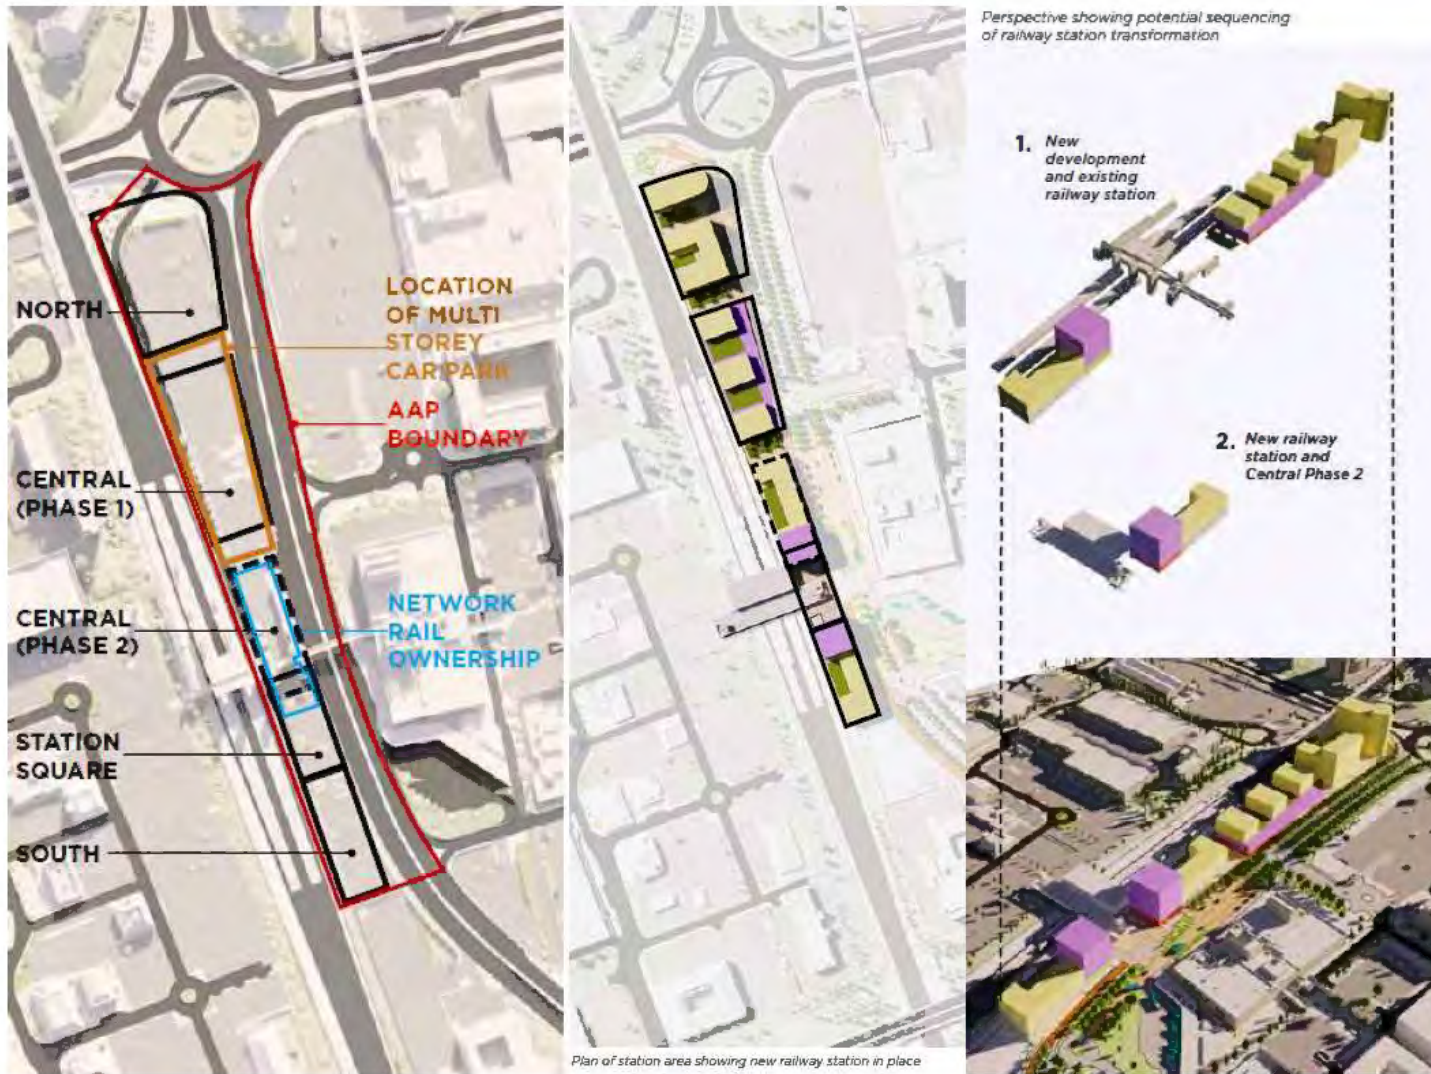 NORTH
LOCATION
OF MULTI
STOREY
CAR PARK
AAP
BOUNDARY
CENTRAL
(PHASE 1)
CENTRAL
(PHASE 2)
NETWORK
RAIL
OWNERSHIP
STATION
SQUARE
SOUTH
Plan of station area showing new railway station in place
Perspective showing potential sequencing
of railway station transformation
1. New
development
and existing
railway station
2. New railway
station and
Central Phase 2